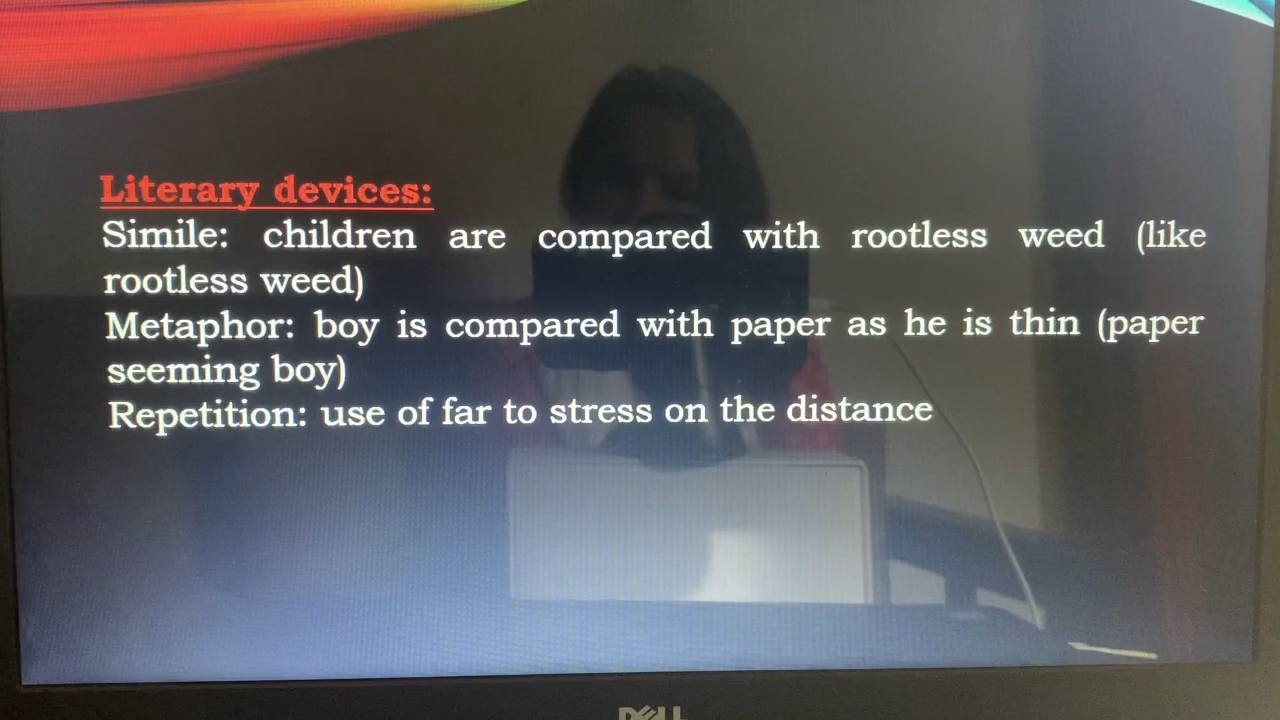 Literary devices:
Simile: children are compared with rootless weed (like
rootless weed)
Metaphor: boy is compared with paper as he is thin (paper
seeming boy)
Repetition: use of far to stress on the distance
DELL